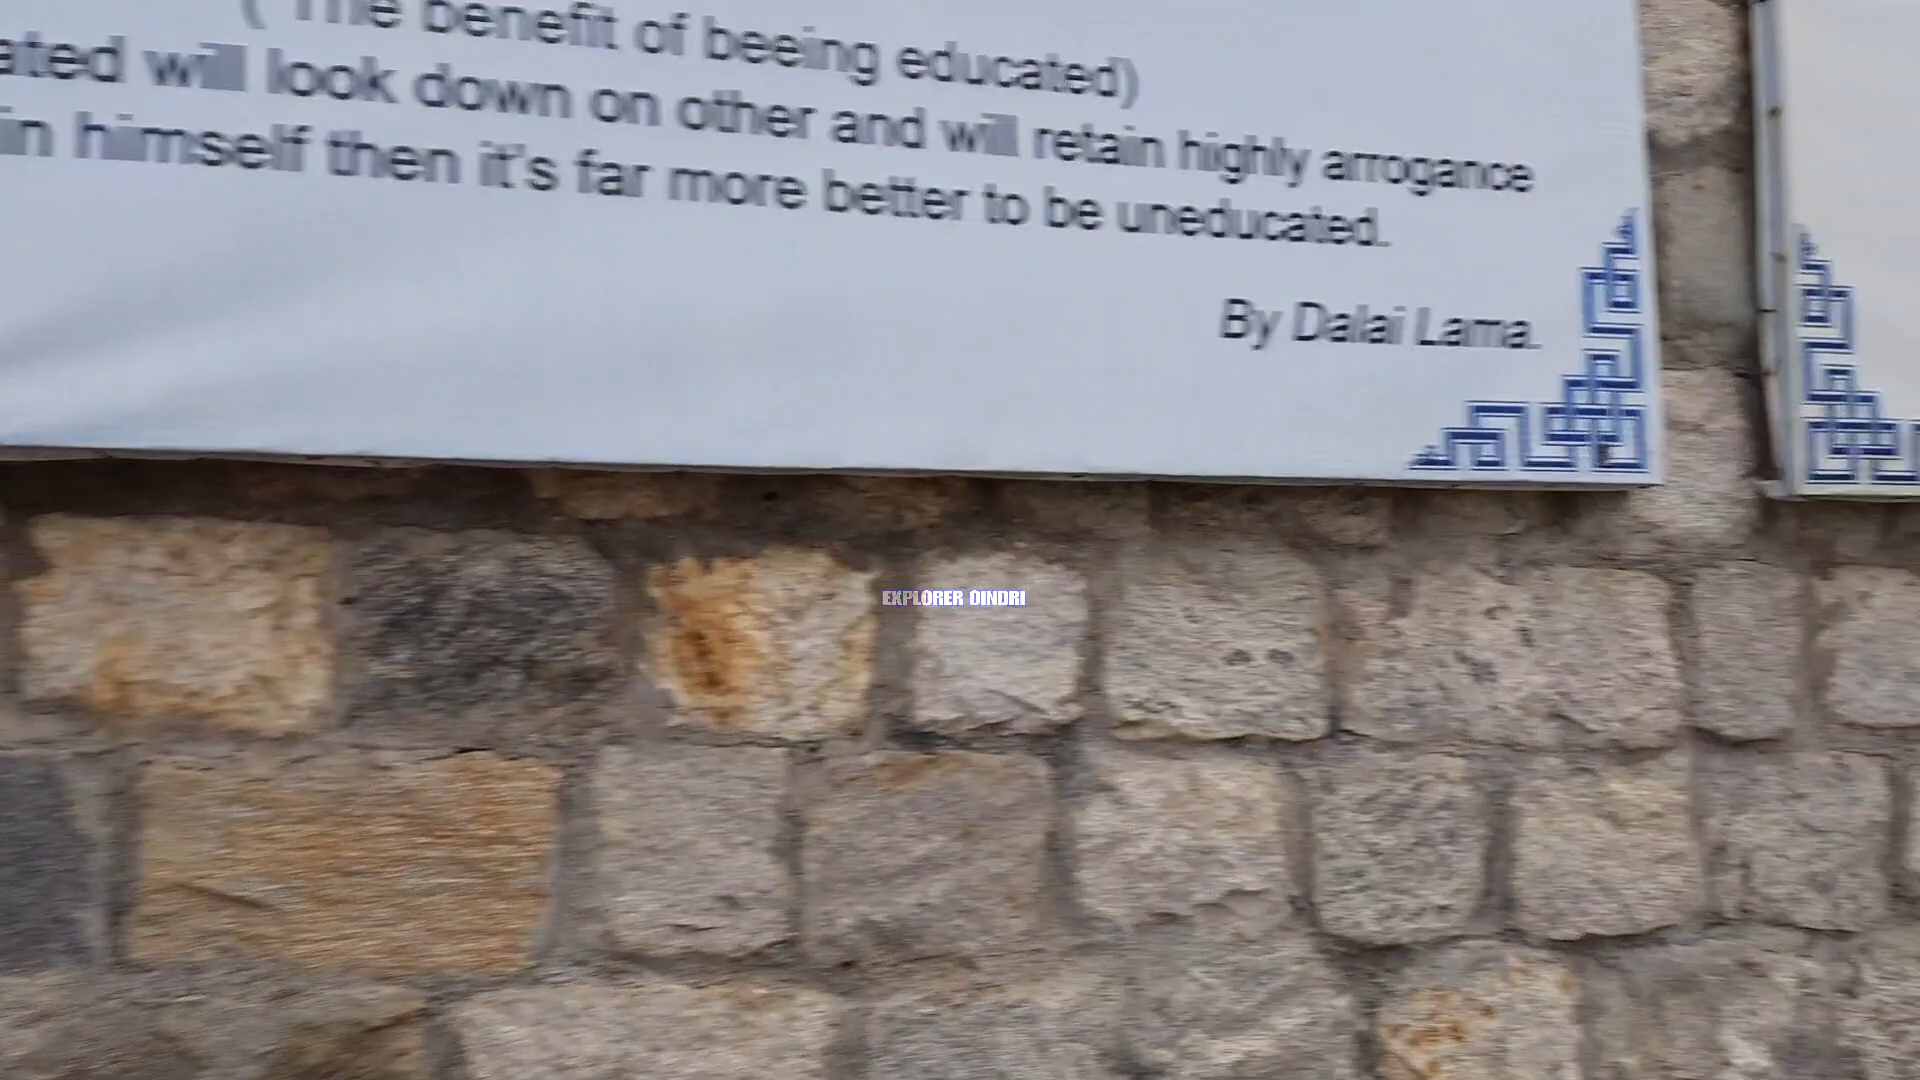 ( The benefit of beeing educated)
ated will look down on other and will retain highly arrogance
in himself then it's far more better to be uneducated.
By Dalai Lama.
EXPLORER OINDRI